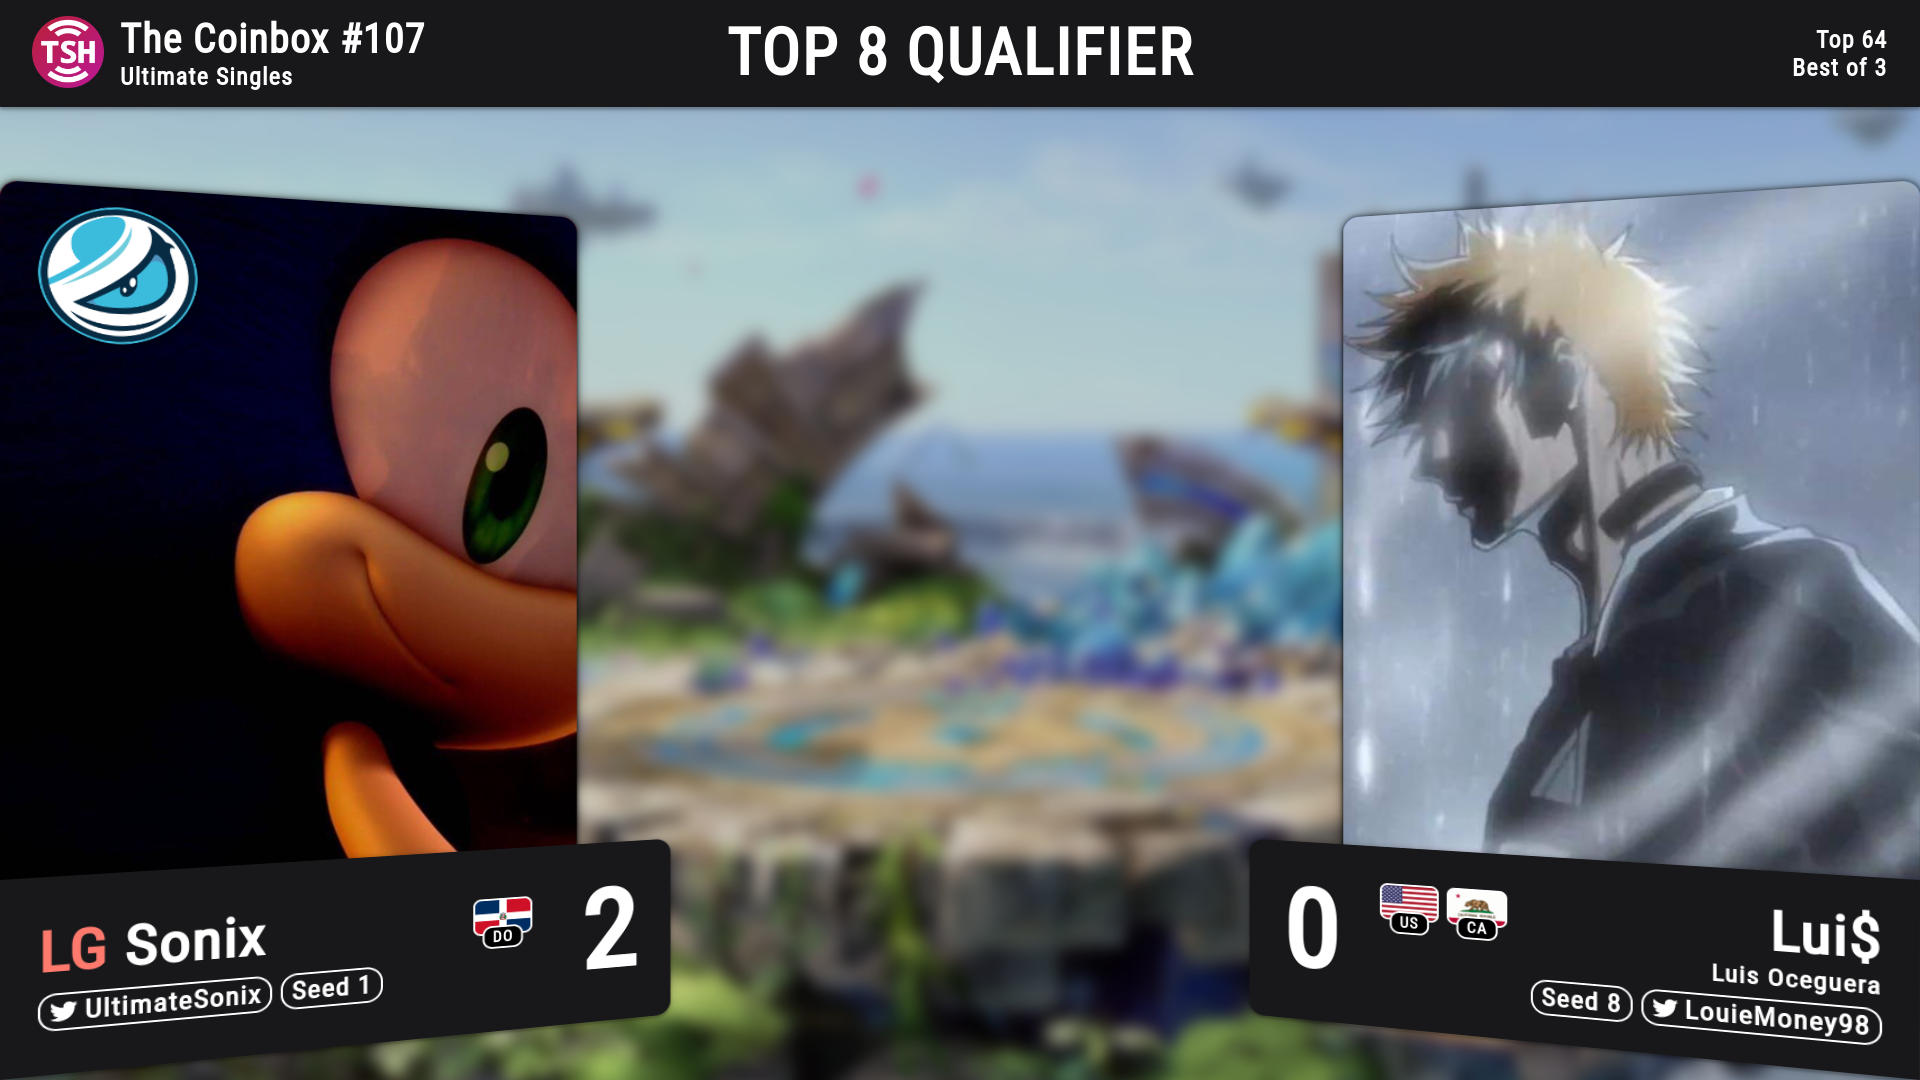 TSH
The Coinbox #107
Ultimate Singles
TOP 8 QUALIFIER
Top 64
Best of 3
LG Sonix
UltimateSonix
Seed 1
DO
2
0
US
CA
Lui$
Luis Oceguera
Seed 8
LouieMoney98